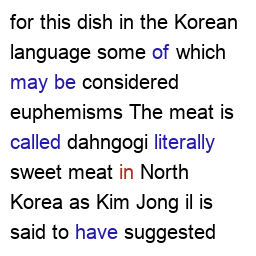 for this dish in the Korean
language some of which
may be considered
euphemisms The meat is
called dahngogi literally
sweet meat in North
Korea as Kim Jong il is
said to have suggested